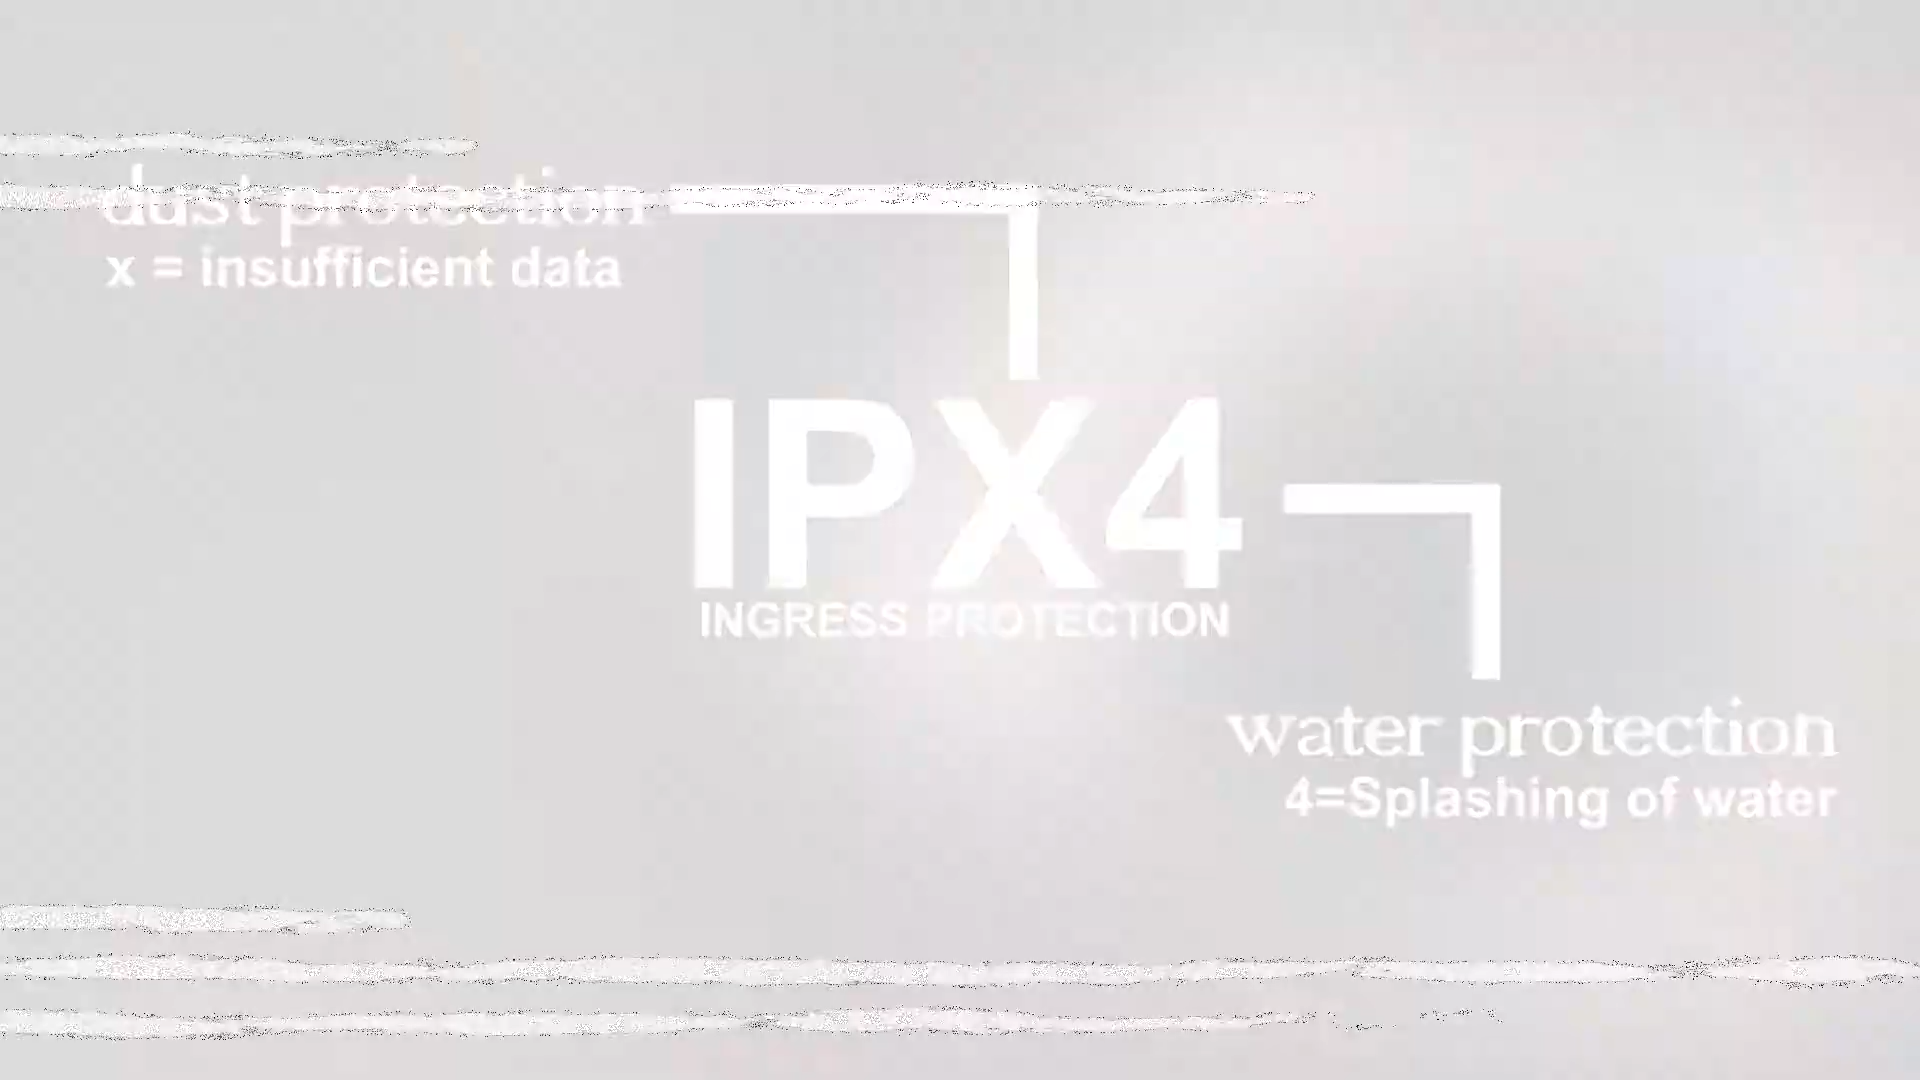 dust protection
x = insufficient data
IPX4
INGRESS PROTECTION
water protection
4=Splashing of water